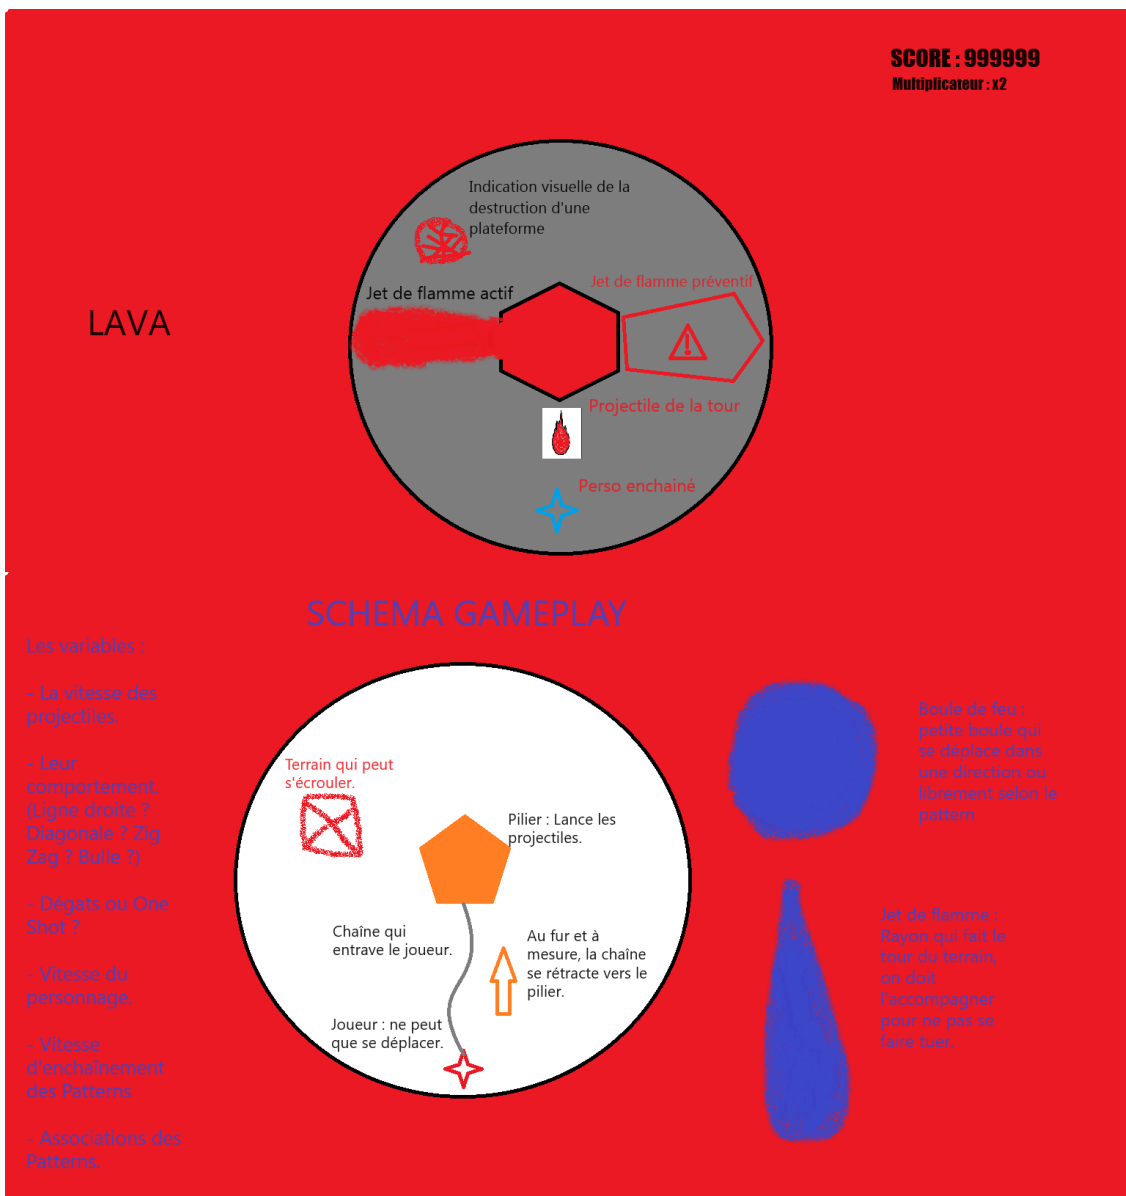 SCORE : 999999
Multiplicateur : x2
Indication visuelle de la
destruction d'une
plateforme
Jet de flamme préventif
Jet de flamme actif
LAVA
Projectile de la tour
Perso enchainé
SCHEMA GAMEPLAY
Les variables :
- La vitesse des
projectiles.
- Leur
comportement.
(Ligne droite ?
Diagonale ? Zig
Zag ? Bulle ?)
- Dégats ou One
Shot ?
- Vitesse du
personnage.
- Vitesse
d'enchaînement
des Patterns
- Associations des
Patterns.
Terrain qui peut
s'écrouler.
Pilier : Lance les
projectiles.
Chaîne qui
entrave le joueur.
Au fur et à
mesure, la chaîne
se rétracte vers le
pilier.
Joueur : ne peut
que se déplacer.
Boule de feu :
petite boule qui
se déplace dans
une direction ou
librement selon le
pattern
Jet de flamme :
Rayon qui fait le
tour du terrain,
on doit
l'accompagner
pour ne pas se
faire tuer.